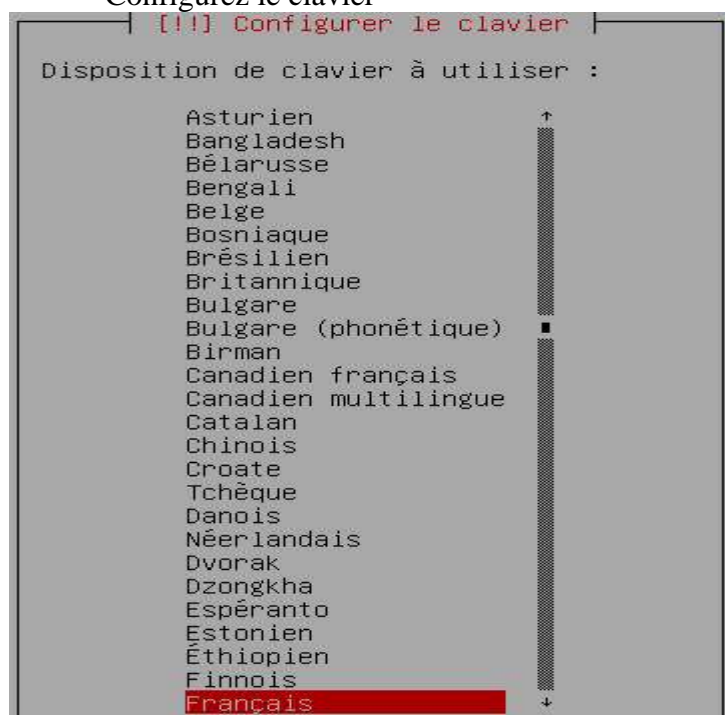 Configurez le clavier
[!!] Configurer le clavier
Disposition de clavier à utiliser :
Asturien
Bangladesh
Bélarusse
Bengali
Belge
Bosniaque
Brésilien
Britannique
Bulgare
Bulgare (phonétique)
Birman
Canadien français
Canadien multilingue
Catalan
Chinois
Croate
Tchèque
Danois
Néerlandais
Dvorak
Dzongkha
Espéranto
Estonien
Éthiopien
Finnois
Français